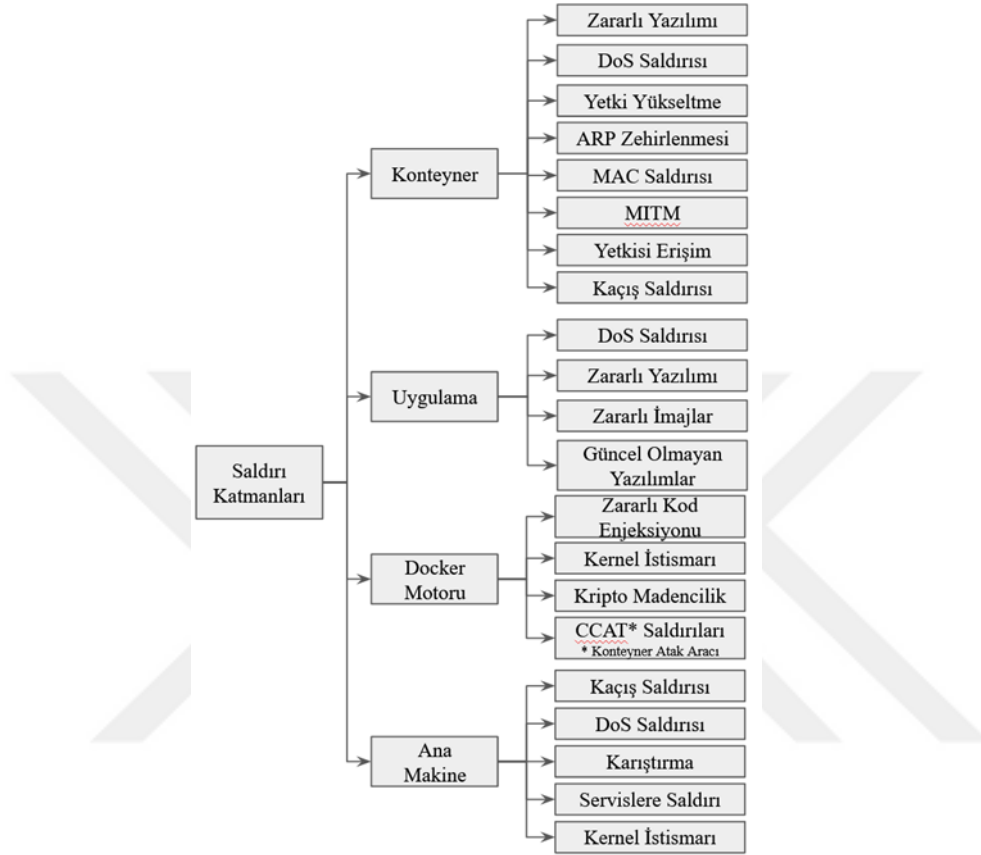 Saldırı
Katmanları
Konteyner
Zararlı Yazılımı
DoS Saldırısı
Yetki Yükseltme
ARP Zehirlenmesi
MAC Saldırısı
MITM
Yetkisi Erişim
Kaçış Saldırısı
Uygulama
DoS Saldırısı
Zararlı Yazılımı
Zararlı İmajlar
Güncel Olmayan
Yazılımlar
Docker
Motoru
Zararlı Kod
Enjeksiyonu
Kernel İstismarı
Kripto Madencilik
CCAT* Saldırıları
* Konteyner Atak Aracı
Ana
Makine
Kaçış Saldırısı
DoS Saldırısı
Karıştırma
Servislere Saldırı
Kernel İstismarı